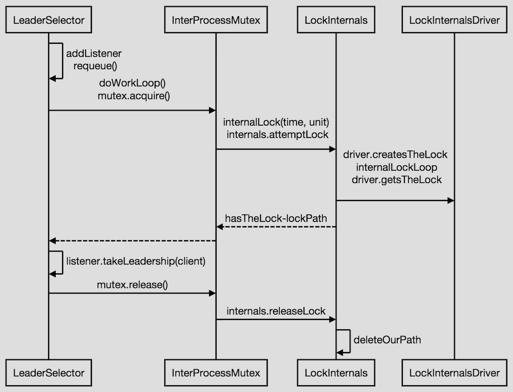 LeaderSelector
InterProcessMutex
LockInternals
LockInternalsDriver
addListener
requeue()
doWorkLoop()
mutex.acquire()
internalLock(time, unit)
internals.attemptLock
driver.createsTheLock
internalLockLoop
driver.getsTheLock
hasTheLock-lockPath
listener.takeLeadership(client)
mutex.release()
internals.releaseLock
deleteOurPath
LeaderSelector
InterProcessMutex
LockInternals
LockInternalsDriver